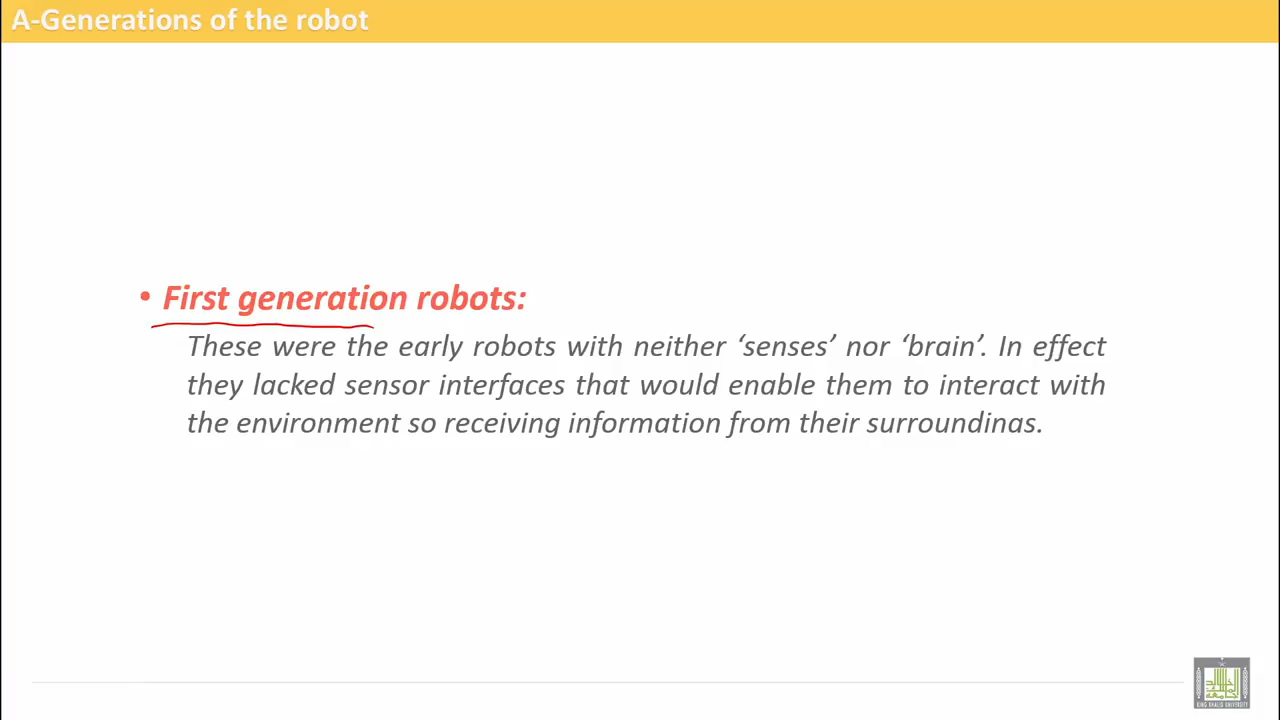 A-Generations of the robot
• First generation robots:
These were the early robots with neither ‘senses’ nor ‘brain’. In effect
they lacked sensor interfaces that would enable them to interact with
the environment so receiving information from their surroundinas.
KING KHALID UNIVERSITY